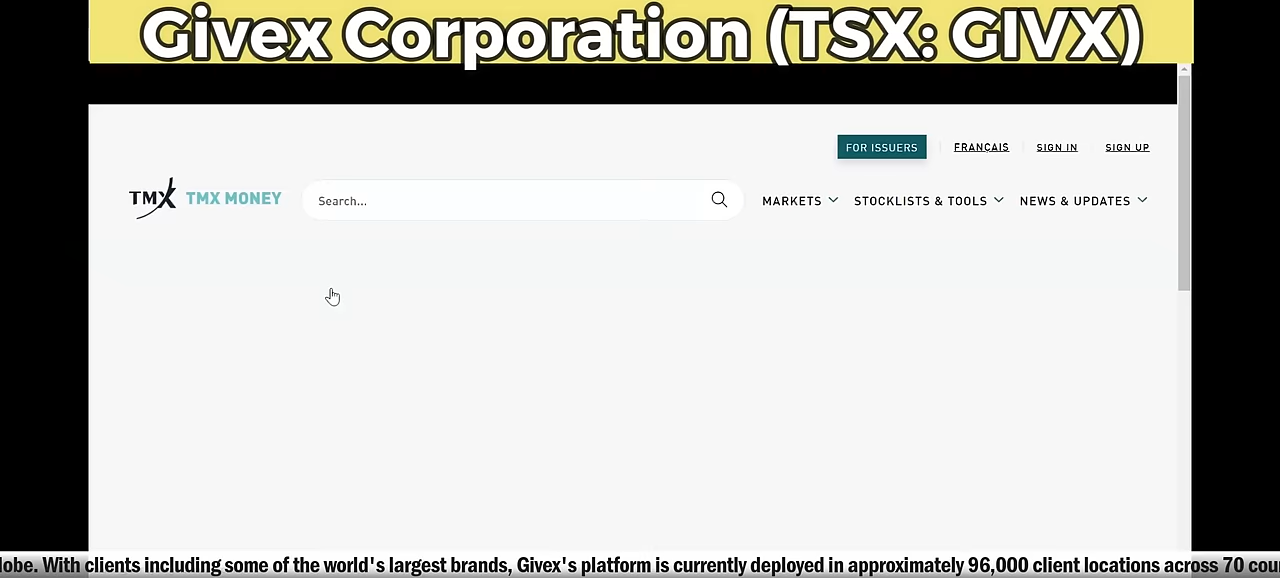 Givex Corporation (TSX: GIVX)
FOR ISSUERS
FRANÇAIS
SIGN IN
SIGN UP
TMX TMX MONEY
Search...
MARKETS
STOCKLISTS & TOOLS
NEWS & UPDATES
lobe. With clients including some of the world's largest brands, Givex's platform is currently deployed in approximately 96,000 client locations across 70 cou